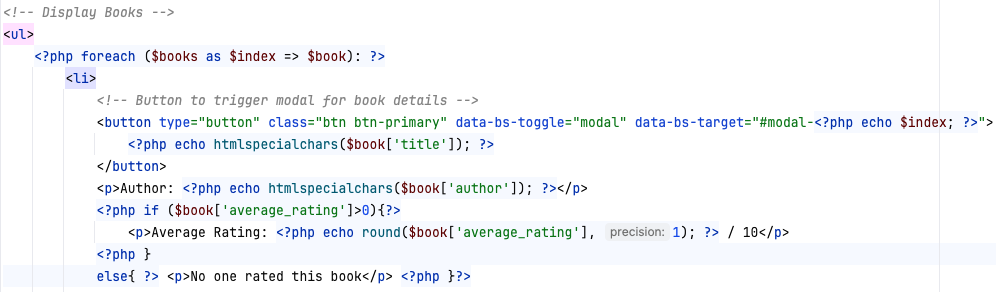 <!-- Display Books -->
<ul>
<?php foreach ($books as $index => $book): ?>
<li>
<!-- Button to trigger modal for book details -->
<button type="button" class="btn btn-primary" data-bs-toggle="modal" data-bs-target="#modal-<?php echo $index; ?>">
<?php echo htmlspecialchars($book['title']); ?>
</button>
<p>Author: <?php echo htmlspecialchars($book['author']); ?></p>
<?php if ($book['average_rating']>0){?>
<p>Average Rating: <?php echo round($book['average_rating'], precision: 1); ?> / 10</p>
<?php }
else{ ?> <p>No one rated this book</p> <?php }?>